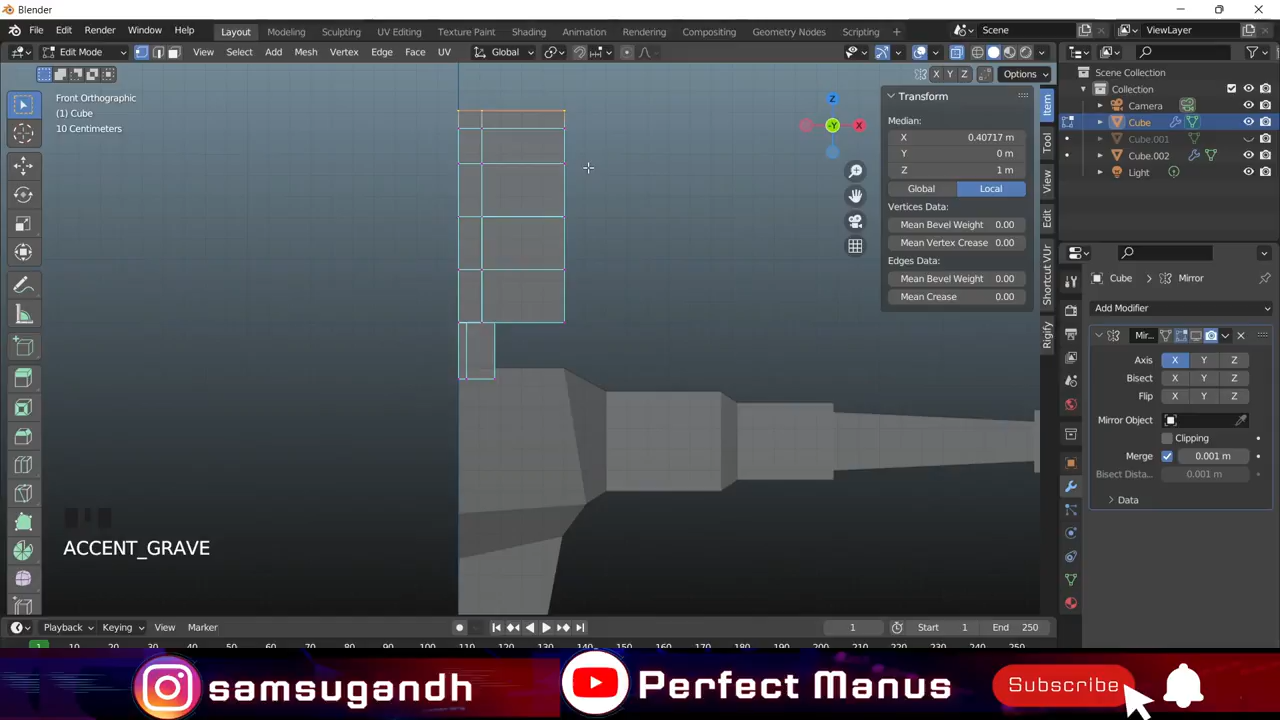 Blender
File Edit Render Window Help
Layout Modeling Sculpting UV Editing Texture Paint Shading Animation Rendering Compositing Geometry Nodes Scripting
Scene
ViewLayer
Edit Mode View Select Add Mesh Vertex Edge Face UV
Global
X Y Z Options
Front Orthographic
(1) Cube
10 Centimeters
Z
-Y
X
Transform
Median:
X 0.40717 m
Y 0 m
Z 1 m
Global Local
Vertices Data:
Mean Bevel Weight 0.00
Mean Vertex Crease 0.00
Edges Data:
Mean Bevel Weight 0.00
Mean Crease 0.00
Item
Tool
View
Edit
ShortcutVUr
Rigify
Scene Collection
Collection
Camera
Cube
Cube.001
Cube.002
Light
Cube Mirror
Add Modifier
Mir...
Axis X Y Z
Bisect X Y Z
Flip X Y Z
Mirror Object
Clipping
Merge 0.001 m
Bisect Dista... 0.001 m
Data
ACCENT_GRAVE
Playback Keying View Marker
1 Start 1 End 250
samsugandh
Perfect Manus
Subscribe